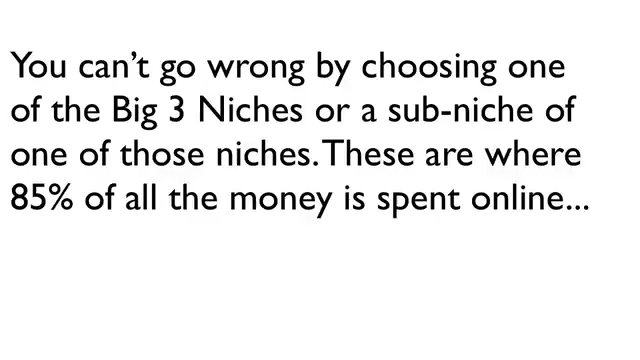 You can’t go wrong by choosing one
of the Big 3 Niches or a sub-niche of
one of those niches. These are where
85% of all the money is spent online...